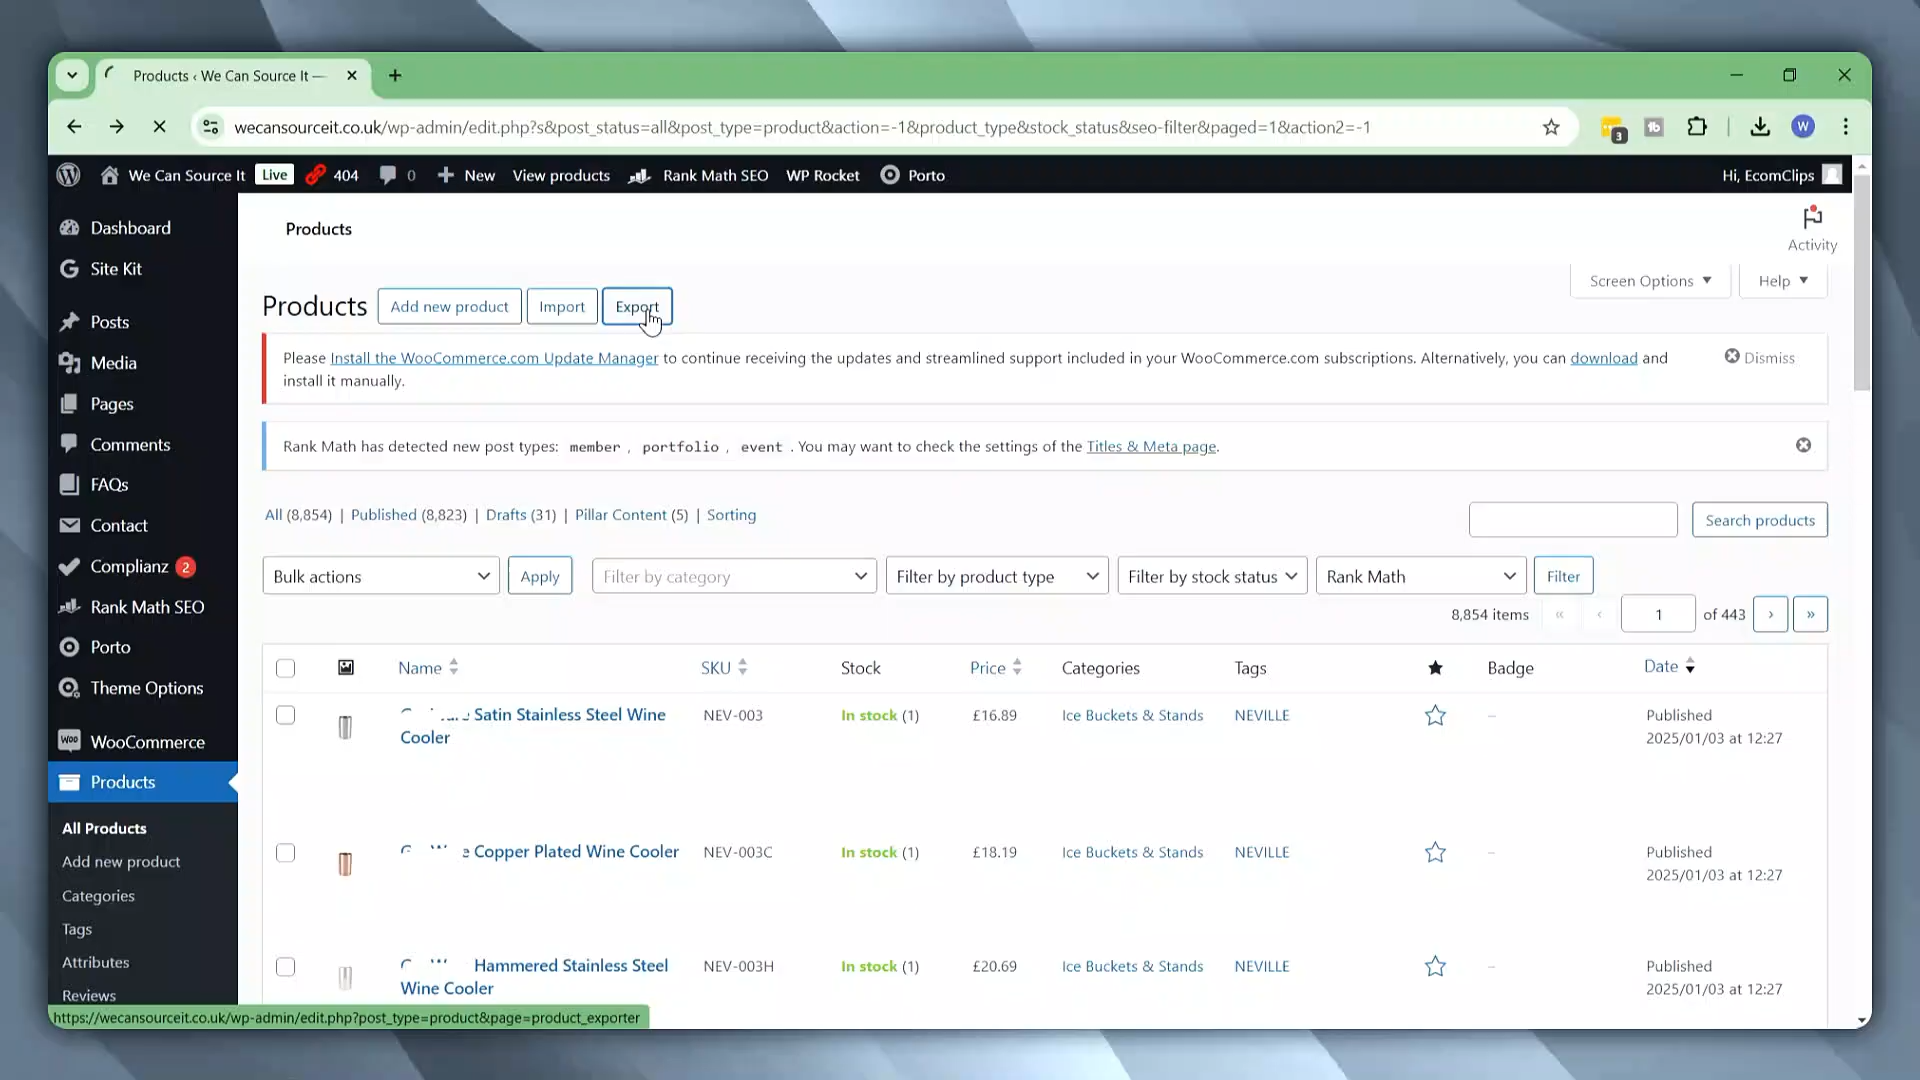 Products ‹ We Can Source It —
wecansourceit.co.uk/wp-admin/edit.php?s&post_status=all&post_type=product&action=-1&product_type&stock_status&seo-filter&paged=1&action2=-1
3
W
We Can Source It Live 404 0 New View products Rank Math SEO WP Rocket Porto Hi, EcomClips
Dashboard
Site Kit
Posts
Media
Pages
Comments
FAQs
Contact
Complianz 2
Rank Math SEO
Porto
Theme Options
WooCommerce
Products
All Products
Add new product
Categories
Tags
Attributes
Reviews
Products
Activity
Screen Options
Help
Products Add new product Import Export
Please Install the WooCommerce.com Update Manager to continue receiving the updates and streamlined support included in your WooCommerce.com subscriptions. Alternatively, you can download and
install it manually.
Dismiss
Rank Math has detected new post types: member , portfolio , event . You may want to check the settings of the Titles & Meta page.
All (8,854) | Published (8,823) | Drafts (31) | Pillar Content (5) | Sorting
Search products
Bulk actions Apply Filter by category Filter by product type Filter by stock status Rank Math Filter
8,854 items « ‹ 1 of 443 › »
Name SKU Stock Price Categories Tags Badge Date
Satin Stainless Steel Wine
Cooler
NEV-003 In stock (1) £16.89 Ice Buckets & Stands NEVILLE – Published
2025/01/03 at 12:27
Copper Plated Wine Cooler NEV-003C In stock (1) £18.19 Ice Buckets & Stands NEVILLE – Published
2025/01/03 at 12:27
Hammered Stainless Steel
Wine Cooler
NEV-003H In stock (1) £20.69 Ice Buckets & Stands NEVILLE – Published
2025/01/03 at 12:27
https://wecansourceit.co.uk/wp-admin/edit.php?post_type=product&page=product_exporter